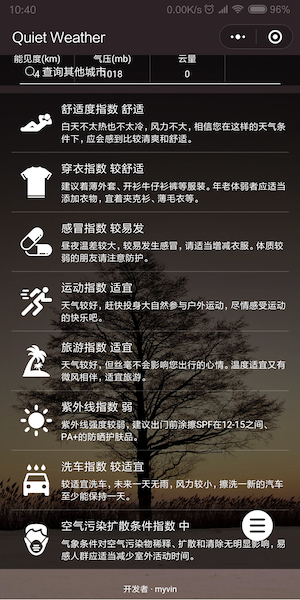 10:40
0.00K/s
96%
Quiet Weather
能见度(km) 气压(mb) 云量
查询其他城市
4 1018 0
舒适度指数 舒适
白天不太热也不太冷，风力不大，相信您在这样的天气条
件下，应会感到比较清爽和舒适。
穿衣指数 较舒适
建议着薄外套、开衫牛仔衫裤等服装。年老体弱者应适当
添加衣物，宜着夹克衫、薄毛衣等。
感冒指数 较易发
昼夜温差较大，较易发生感冒，请适当增减衣服。体质较
弱的朋友请注意防护。
运动指数 适宜
天气较好，赶快投身大自然参与户外运动，尽情感受运动
的快乐吧。
旅游指数 适宜
天气较好，但丝毫不会影响您出行的心情。温度适宜又有
微风相伴，适宜旅游。
紫外线指数 弱
紫外线强度较弱，建议出门前涂擦SPF在12-15之间、
PA+的防晒护肤品。
洗车指数 较适宜
较适宜洗车，未来一天无雨，风力较小，擦洗一新的汽车
至少能保持一天。
空气污染扩散条件指数 中
气象条件对空气污染物稀释、扩散和清除无明显影响，易
感人群应适当减少室外活动时间。
开发者 · myvin